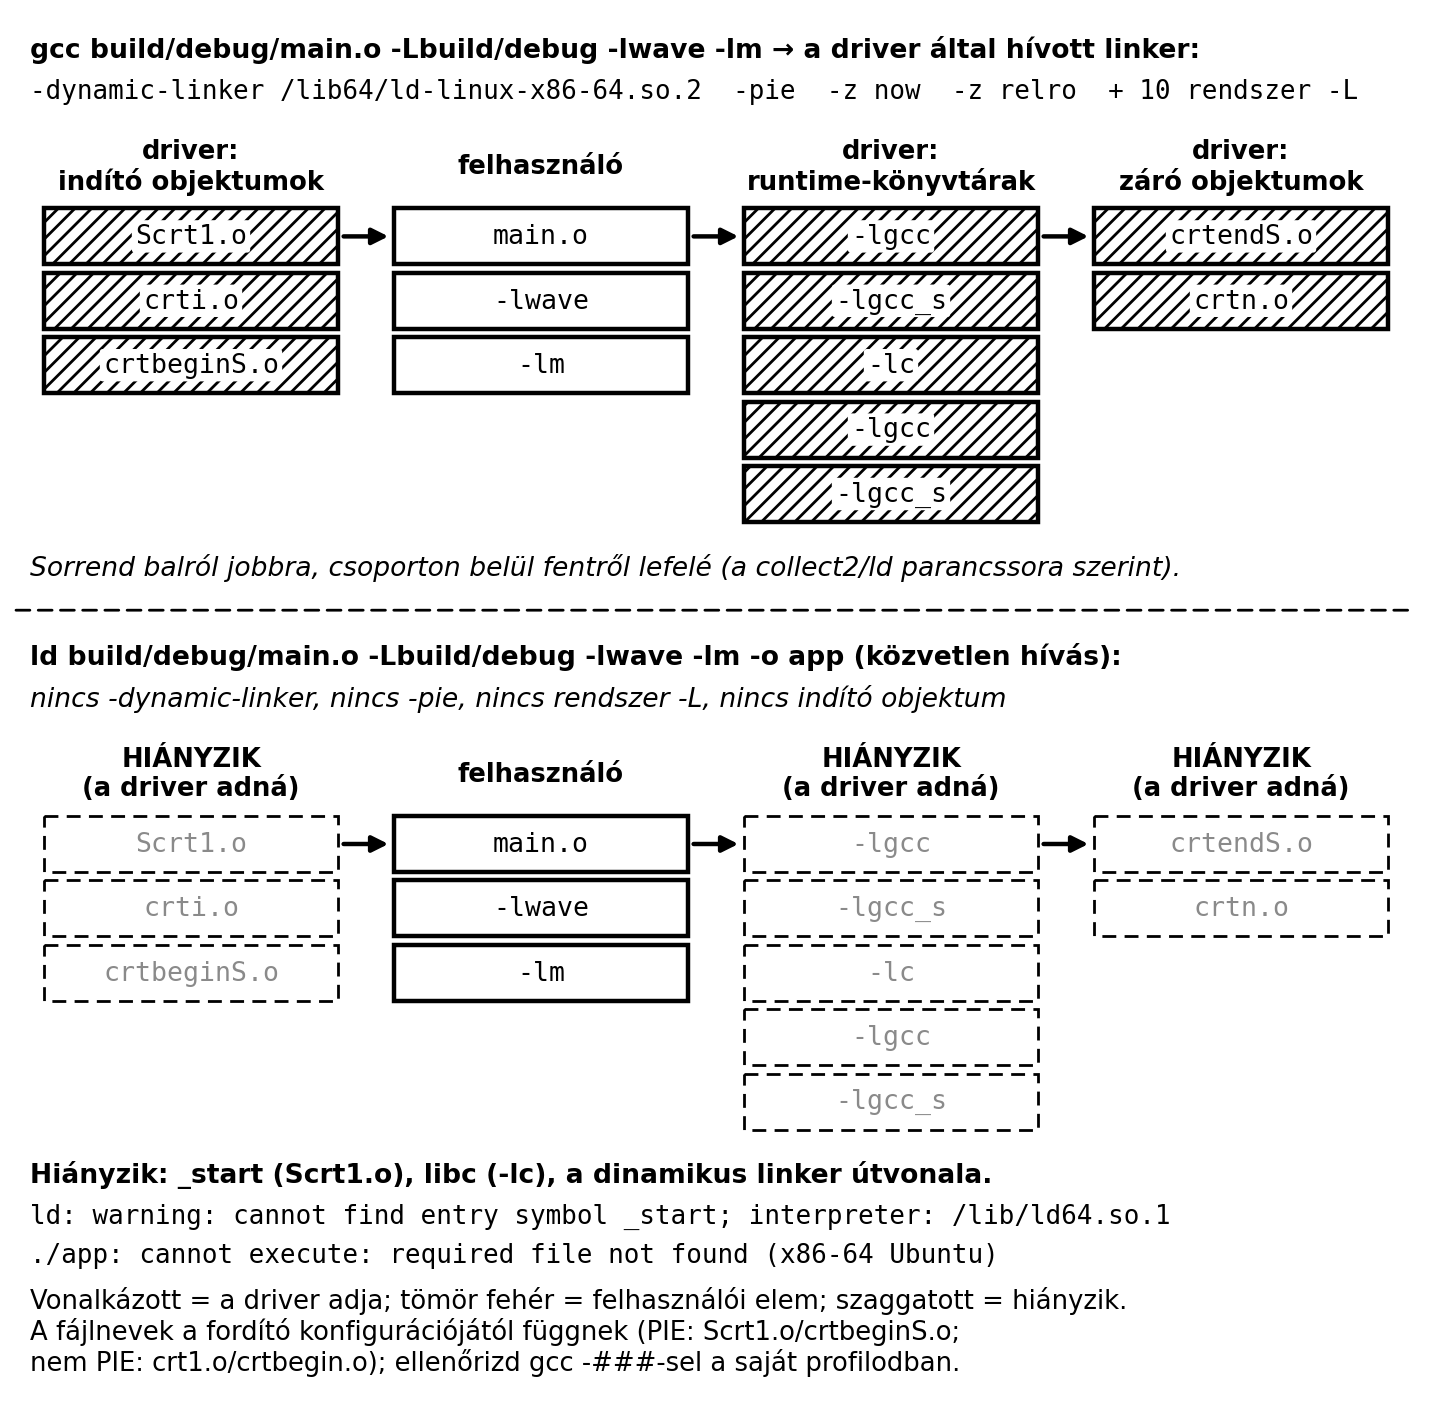 gcc build/debug/main.o -Lbuild/debug -lwave -lm → a driver által hívott linker:
-dynamic-linker /lib64/ld-linux-x86-64.so.2  -pie  -z now  -z relro  + 10 rendszer -L
driver:
indító objektumok
felhasználó
driver:
runtime-könyvtárak
driver:
záró objektumok
Scrt1.o
crti.o
crtbeginS.o
main.o
-lwave
-lm
-lgcc
-lgcc_s
-lc
-lgcc
-lgcc_s
crtendS.o
crtn.o
Sorrend balról jobbra, csoporton belül fentről lefelé (a collect2/ld parancssora szerint).
ld build/debug/main.o -Lbuild/debug -lwave -lm -o app (közvetlen hívás):
nincs -dynamic-linker, nincs -pie, nincs rendszer -L, nincs indító objektum
HIÁNYZIK
(a driver adná)
felhasználó
HIÁNYZIK
(a driver adná)
HIÁNYZIK
(a driver adná)
Scrt1.o
crti.o
crtbeginS.o
main.o
-lwave
-lm
-lgcc
-lgcc_s
-lc
-lgcc
-lgcc_s
crtendS.o
crtn.o
Hiányzik: _start (Scrt1.o), libc (-lc), a dinamikus linker útvonala.
ld: warning: cannot find entry symbol _start; interpreter: /lib/ld64.so.1
./app: cannot execute: required file not found (x86-64 Ubuntu)
Vonalkázott = a driver adja; tömör fehér = felhasználói elem; szaggatott = hiányzik.
A fájlnevek a fordító konfigurációjától függnek (PIE: Scrt1.o/crtbeginS.o;
nem PIE: crt1.o/crtbegin.o); ellenőrizd gcc -###-sel a saját profilodban.